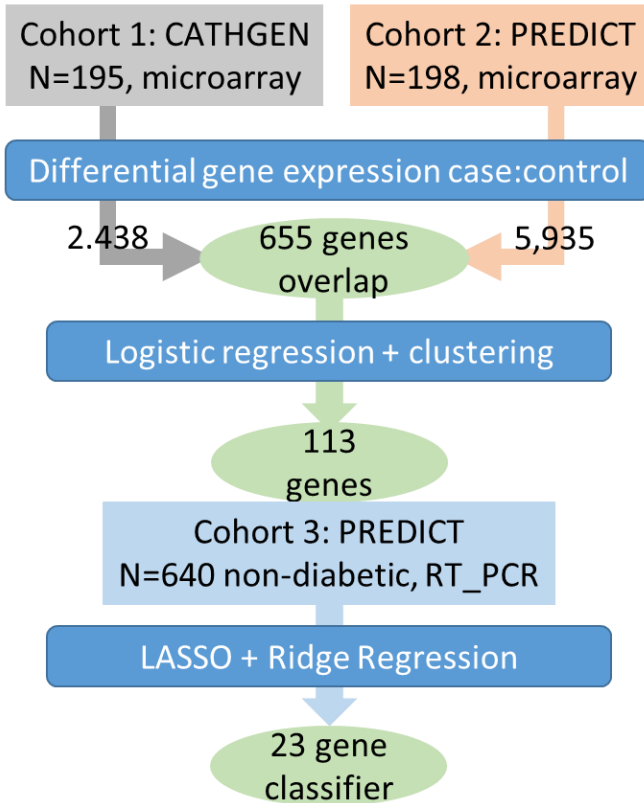 Cohort 1: CATHGEN
N=195, microarray
Cohort 2: PREDICT
N=198, microarray
Differential gene expression case:control
2.438
655 genes
overlap
5,935
Logistic regression + clustering
113
genes
Cohort 3: PREDICT
N=640 non-diabetic, RT_PCR
LASSO + Ridge Regression
23 gene
classifier